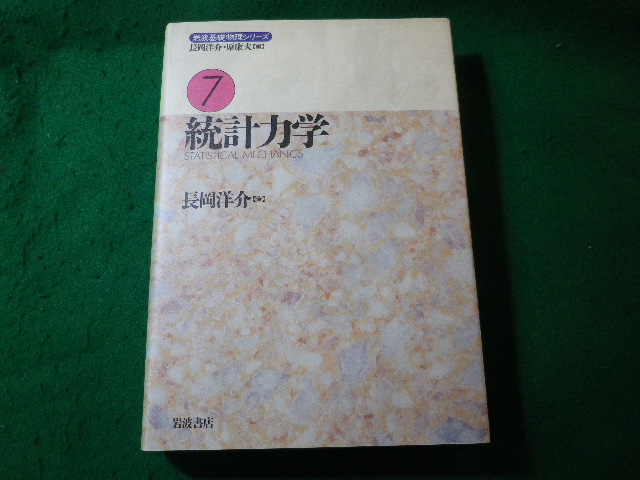 岩波基礎物理シリーズ
長岡洋介・原康夫【編】
7
統計力学
STATISTICAL MECHANICS
長岡洋介【著】
岩波書店